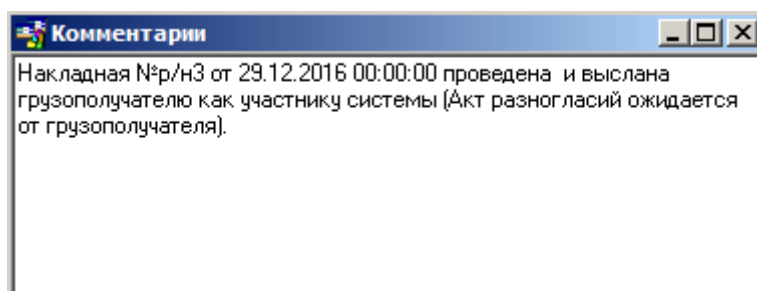 Комментарии
Накладная №р/н3 от 29.12.2016 00:00:00 проведена  и выслана
грузополучателю как участнику системы (Акт разногласий ожидается
от грузополучателя).